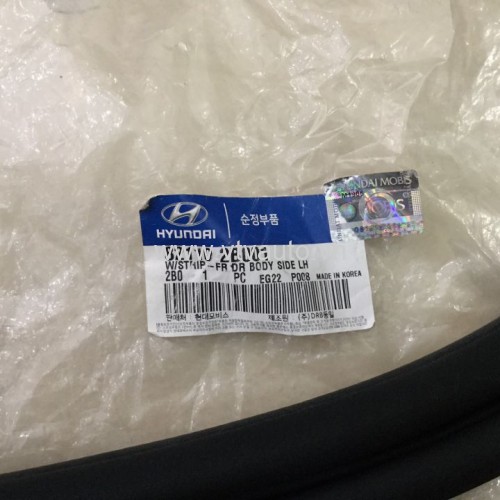 HYUNDAI
순정부품
HYUNDAI MOBIS
W/STRIP-FR DR BODY SIDE LH
2B0 1 PC EG22 P008 MADE IN KOREA
판매원 현대모비스 제조원 (주)DRB동일